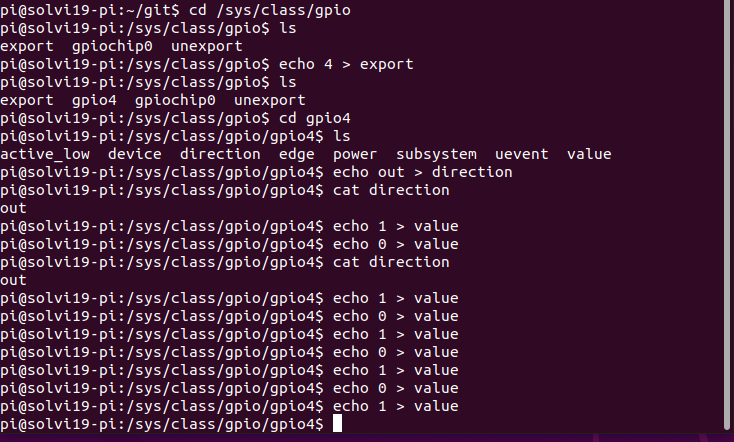 pi@solvi19-pi:~/git$ cd /sys/class/gpio
pi@solvi19-pi:/sys/class/gpio$ ls
export  gpiochip0  unexport
pi@solvi19-pi:/sys/class/gpio$ echo 4 > export
pi@solvi19-pi:/sys/class/gpio$ ls
export  gpio4  gpiochip0  unexport
pi@solvi19-pi:/sys/class/gpio$ cd gpio4
pi@solvi19-pi:/sys/class/gpio/gpio4$ ls
active_low  device  direction  edge  power  subsystem  uevent  value
pi@solvi19-pi:/sys/class/gpio/gpio4$ echo out > direction
pi@solvi19-pi:/sys/class/gpio/gpio4$ cat direction
out
pi@solvi19-pi:/sys/class/gpio/gpio4$ echo 1 > value
pi@solvi19-pi:/sys/class/gpio/gpio4$ echo 0 > value
pi@solvi19-pi:/sys/class/gpio/gpio4$ cat direction
out
pi@solvi19-pi:/sys/class/gpio/gpio4$ echo 1 > value
pi@solvi19-pi:/sys/class/gpio/gpio4$ echo 0 > value
pi@solvi19-pi:/sys/class/gpio/gpio4$ echo 1 > value
pi@solvi19-pi:/sys/class/gpio/gpio4$ echo 0 > value
pi@solvi19-pi:/sys/class/gpio/gpio4$ echo 1 > value
pi@solvi19-pi:/sys/class/gpio/gpio4$ echo 0 > value
pi@solvi19-pi:/sys/class/gpio/gpio4$ echo 1 > value
pi@solvi19-pi:/sys/class/gpio/gpio4$